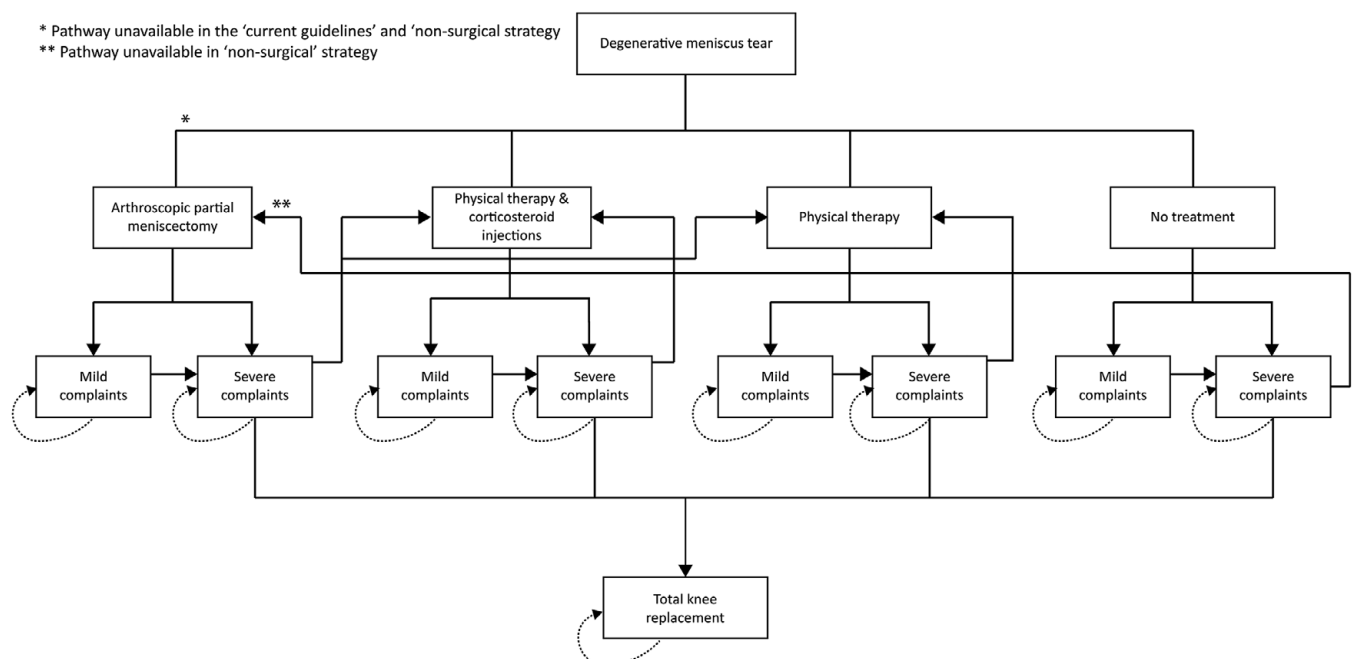 * Pathway unavailable in the ‘current guidelines’ and ‘non-surgical strategy
** Pathway unavailable in ‘non-surgical’ strategy
Degenerative meniscus tear
*
Arthroscopic partial
meniscectomy
**
Physical therapy &
corticosteroid
injections
Physical therapy
No treatment
Mild
complaints
Severe
complaints
Mild
complaints
Severe
complaints
Mild
complaints
Severe
complaints
Mild
complaints
Severe
complaints
Total knee
replacement